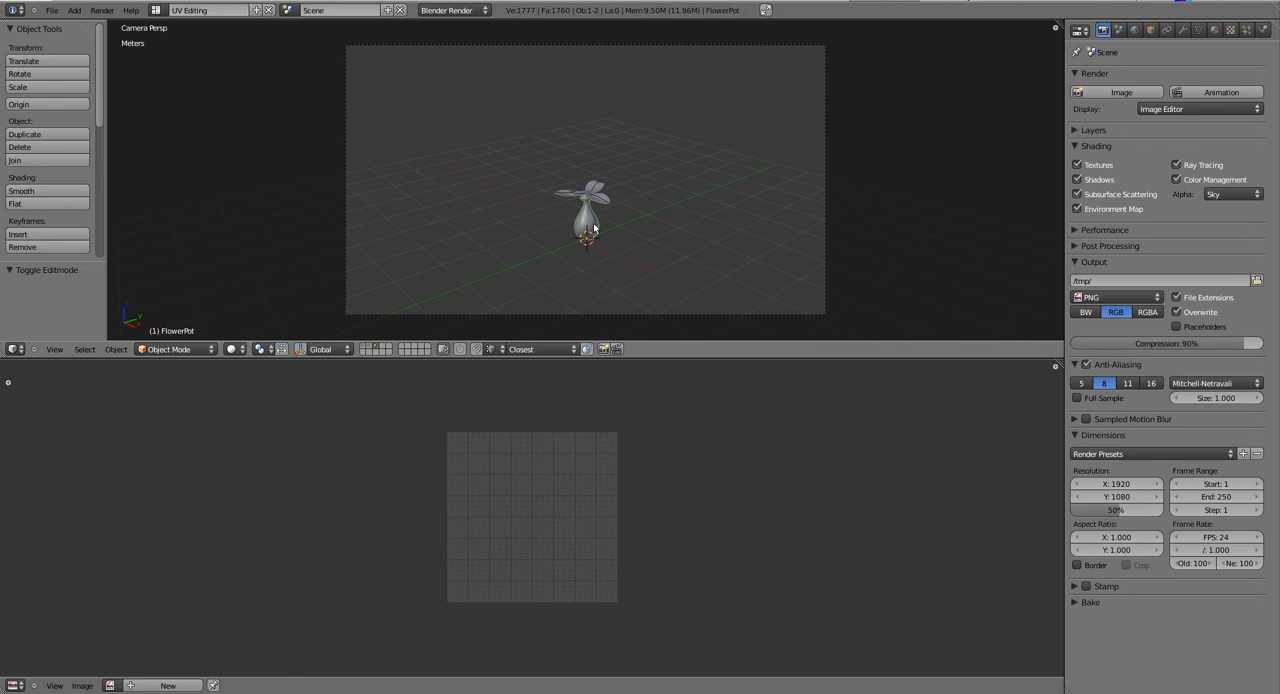 File Add Render Help UV Editing Scene Blender Render Ve:1777 | Fa:1760 | Ob:1-2 | La:0 | Mem:9.50M (11.96M) | FlowerPot
Object Tools
Transform:
Translate
Rotate
Scale
Origin
Object:
Duplicate
Delete
Join
Shading:
Smooth
Flat
Keyframes:
Insert
Remove
Toggle Editmode
Camera Persp
Meters
(1) FlowerPot
View Select Object Object Mode Global Closest
View Image New
Scene
Render
Image Animation
Display: Image Editor
Layers
Shading
Textures Ray Tracing
Shadows Color Management
Subsurface Scattering Alpha: Sky
Environment Map
Performance
Post Processing
Output
/tmp/
PNG File Extensions
BW RGB RGBA Overwrite
Placeholders
Compression: 90%
Anti-Aliasing
5 8 11 16 Mitchell-Netravali
Full Sample Size: 1.000
Sampled Motion Blur
Dimensions
Render Presets
Resolution: Frame Range:
X: 1920 Start: 1
Y: 1080 End: 250
50% Step: 1
Aspect Ratio: Frame Rate:
X: 1.000 FPS: 24
Y: 1.000 /: 1.000
Border Crop Old: 100 Ne: 100
Stamp
Bake